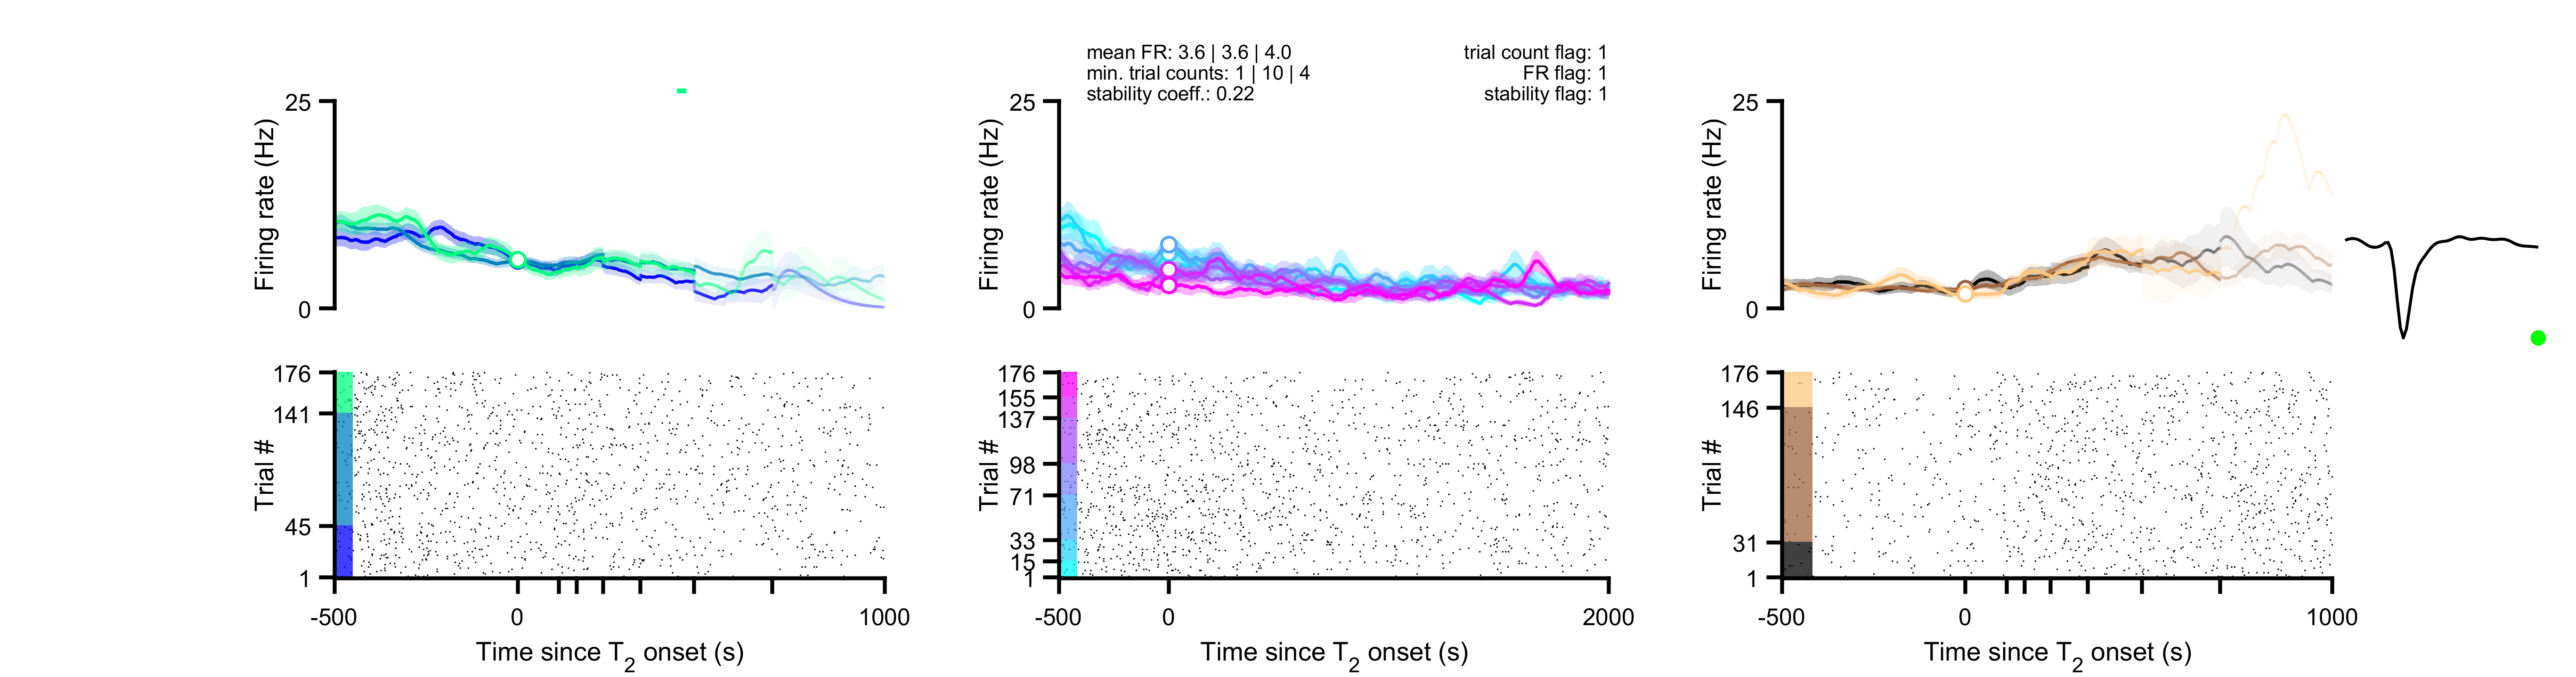 mean FR: 3.6 | 3.6 | 4.0
min. trial counts: 1 | 10 | 4
stability coeff.: 0.22
trial count flag: 1
FR flag: 1
stability flag: 1
25
Firing rate (Hz)
0
176
141
Trial #
45
1
-500
0
1000
Time since T2 onset (s)
25
Firing rate (Hz)
0
176
155
137
98
Trial #
71
33
15
1
-500
0
2000
Time since T2 onset (s)
25
Firing rate (Hz)
0
176
146
Trial #
31
1
-500
0
1000
Time since T2 onset (s)